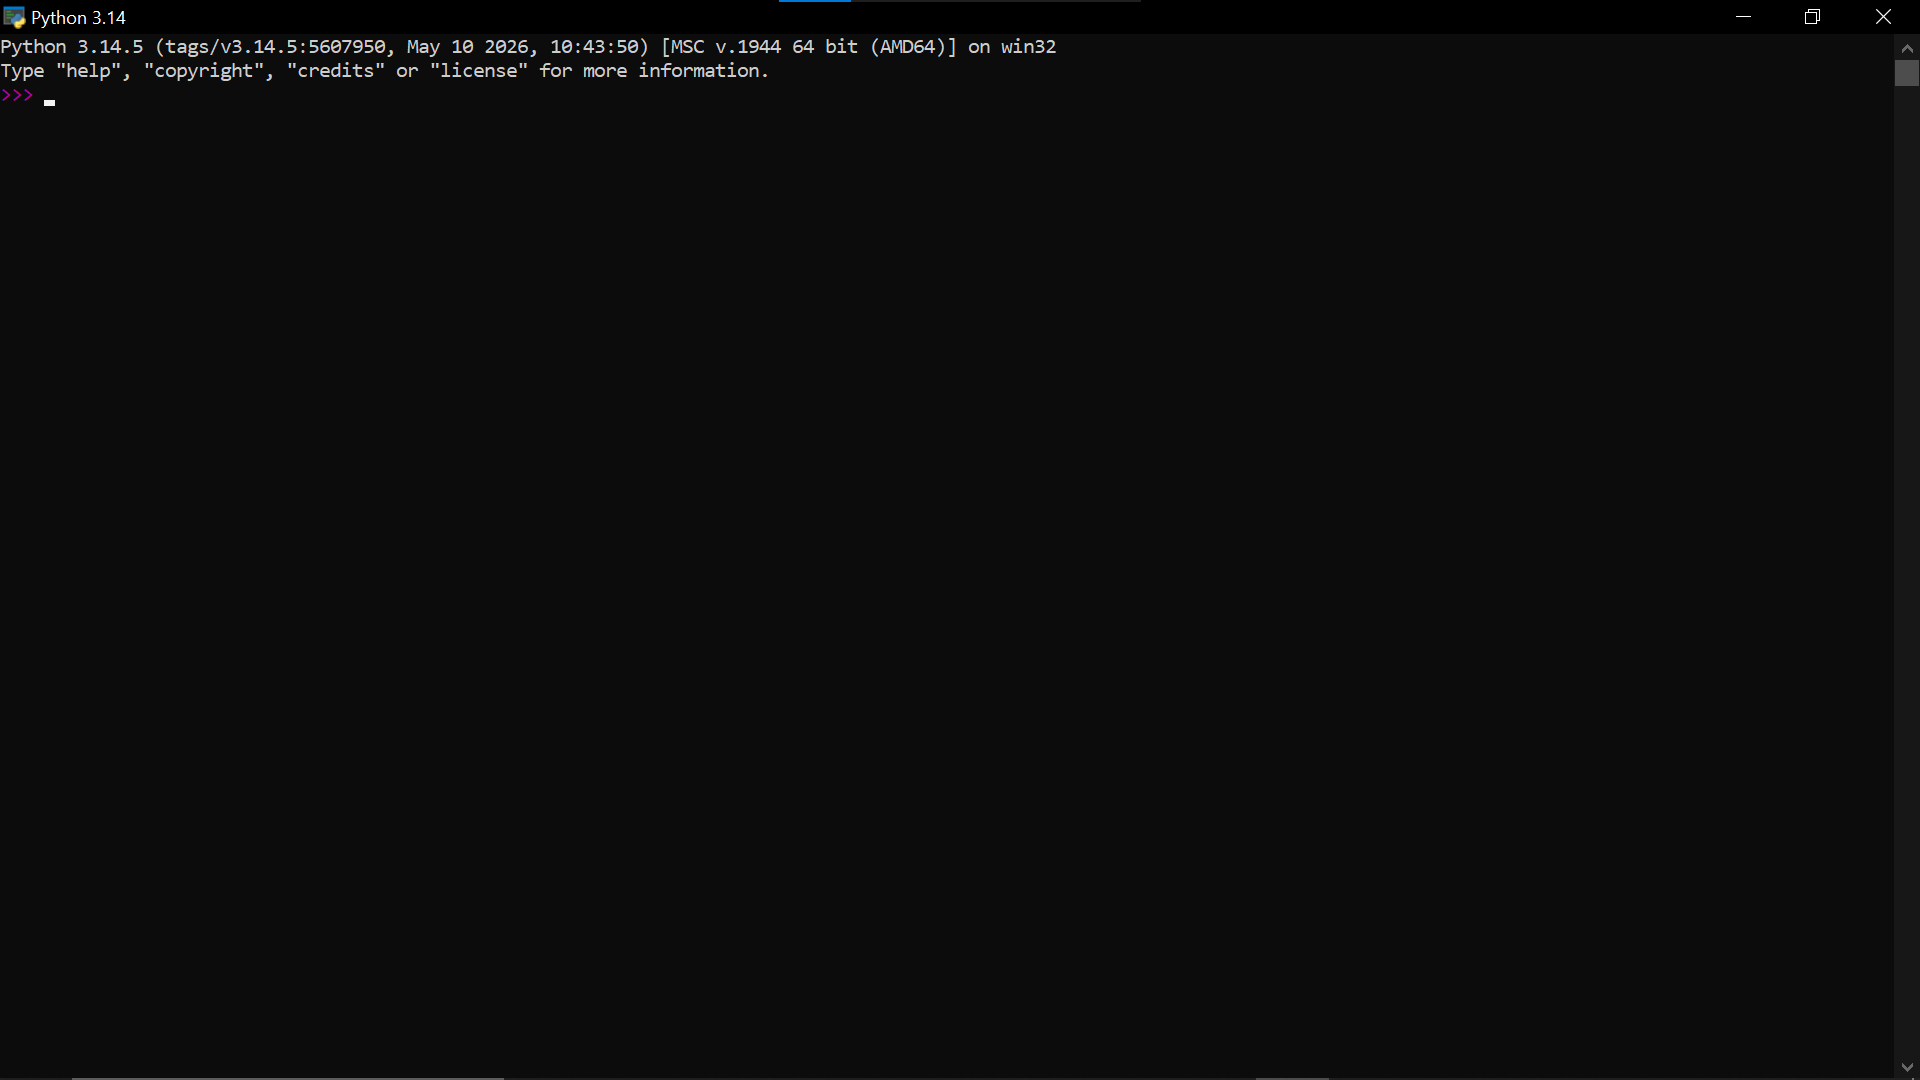 Python 3.14
Python 3.14.5 (tags/v3.14.5:5607950, May 10 2026, 10:43:50) [MSC v.1944 64 bit (AMD64)] on win32
Type "help", "copyright", "credits" or "license" for more information.
>>>